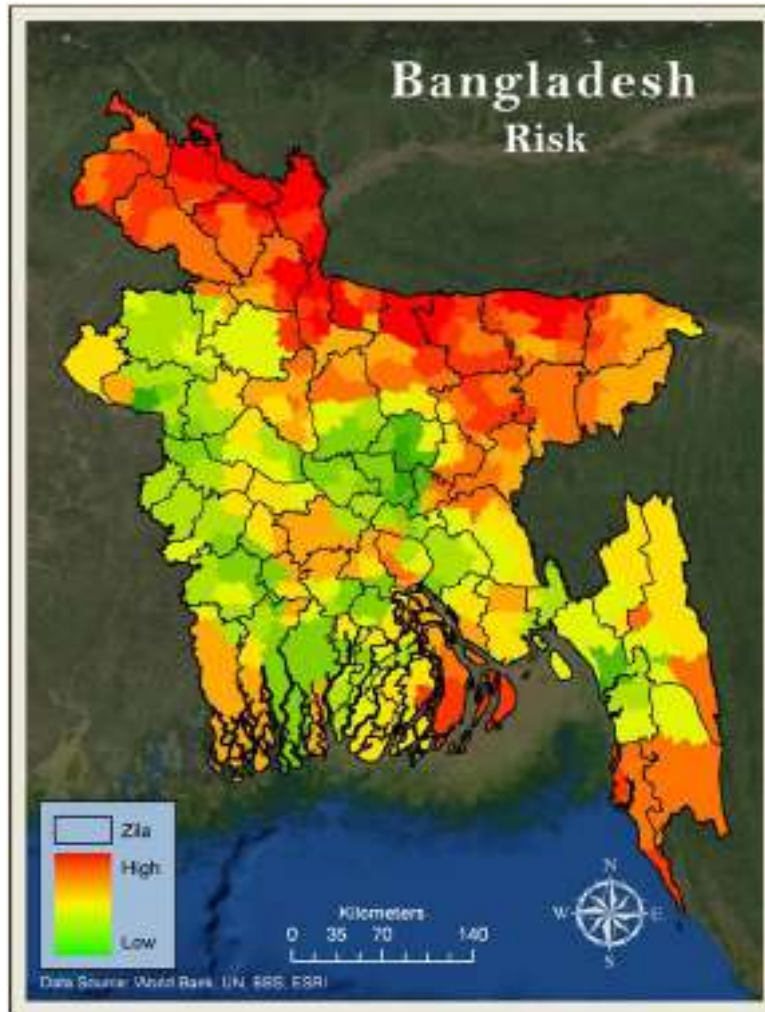 Bangladesh
Risk
Zila
High
Low
Kilometers
0 35 70 140
N
W E
S
Data Source: World Bank, UN, BBS, ESRI